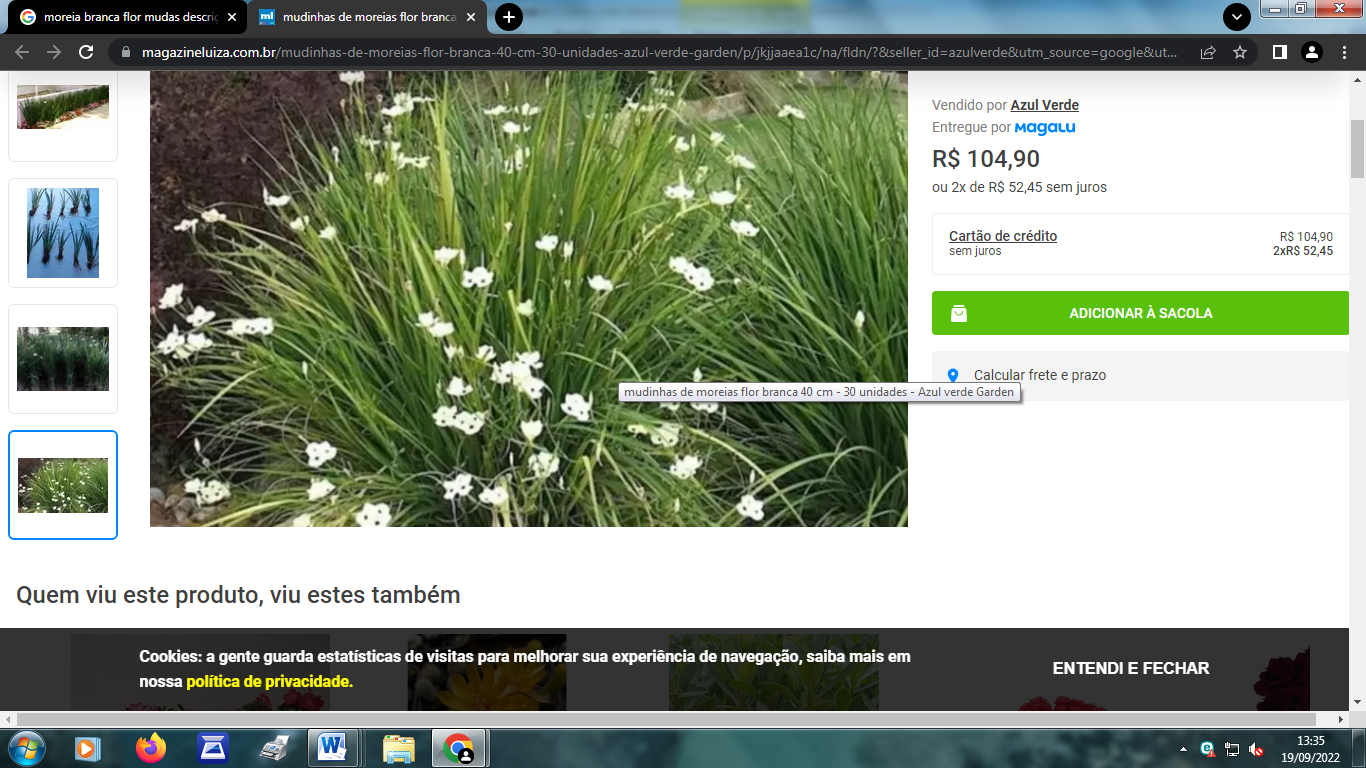 moreia branca flor mudas descriç
mudinhas de moreias flor branca
magazineluiza.com.br/mudinhas-de-moreias-flor-branca-40-cm-30-unidades-azul-verde-garden/p/jkjjaaea1c/na/fldn/?&seller_id=azulverde&utm_source=google&ut...
Vendido por Azul Verde
Entregue por MAGALU
R$ 104,90
ou 2x de R$ 52,45 sem juros
Cartão de crédito
R$ 104,90
sem juros
2xR$ 52,45
ADICIONAR À SACOLA
Calcular frete e prazo
mudinhas de moreias flor branca 40 cm - 30 unidades - Azul verde Garden
Quem viu este produto, viu estes também
Cookies: a gente guarda estatísticas de visitas para melhorar sua experiência de navegação, saiba mais em
nossa política de privacidade.
ENTENDI E FECHAR
13:35
19/09/2022